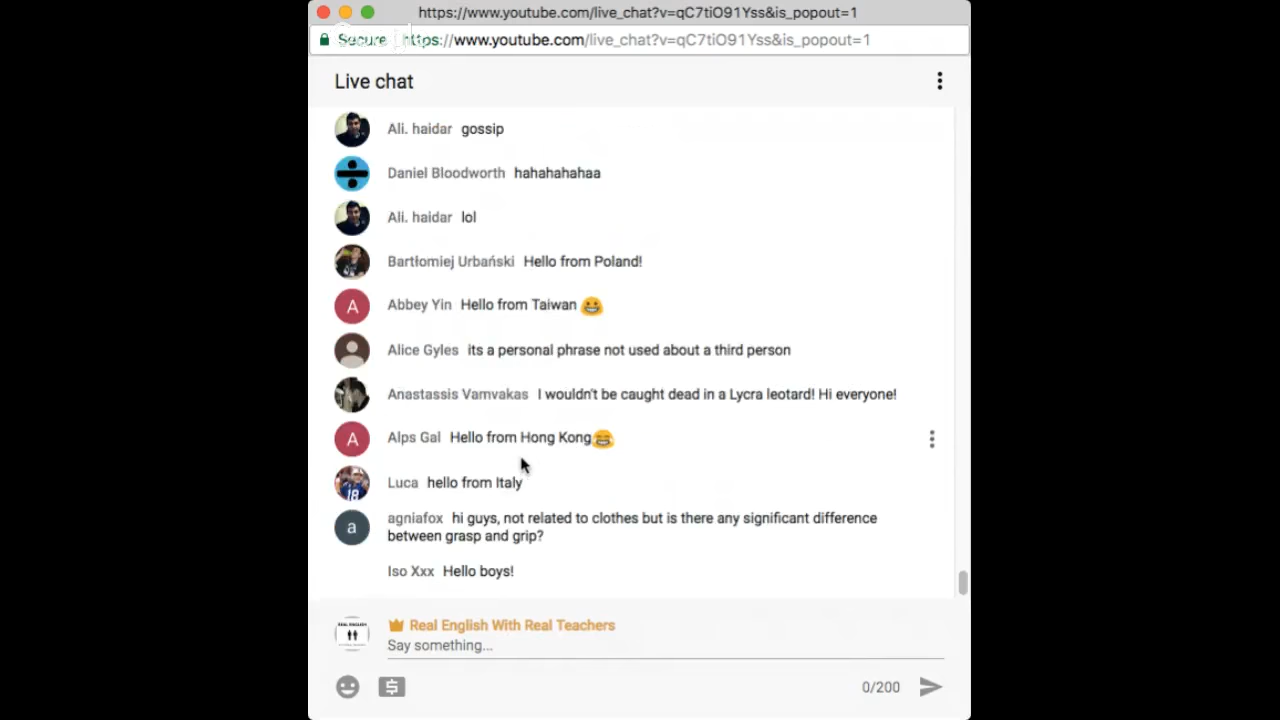 https://www.youtube.com/live_chat?v=qC7tiO91Yss&is_popout=1
Secure https://www.youtube.com/live_chat?v=qC7tiO91Yss&is_popout=1
Live chat
Ali. haidar gossip
Daniel Bloodworth hahahahahaa
Ali. haidar lol
Bartłomiej Urbański Hello from Poland!
A Abbey Yin Hello from Taiwan 😀
Alice Gyles its a personal phrase not used about a third person
Anastassis Vamvakas I wouldn't be caught dead in a Lycra leotard! Hi everyone!
A Alps Gal Hello from Hong Kong😄
Luca hello from Italy
a agniafox hi guys, not related to clothes but is there any significant difference
between grasp and grip?
Iso Xxx Hello boys!
REAL ENGLISH Real English With Real Teachers
Say something...
0/200